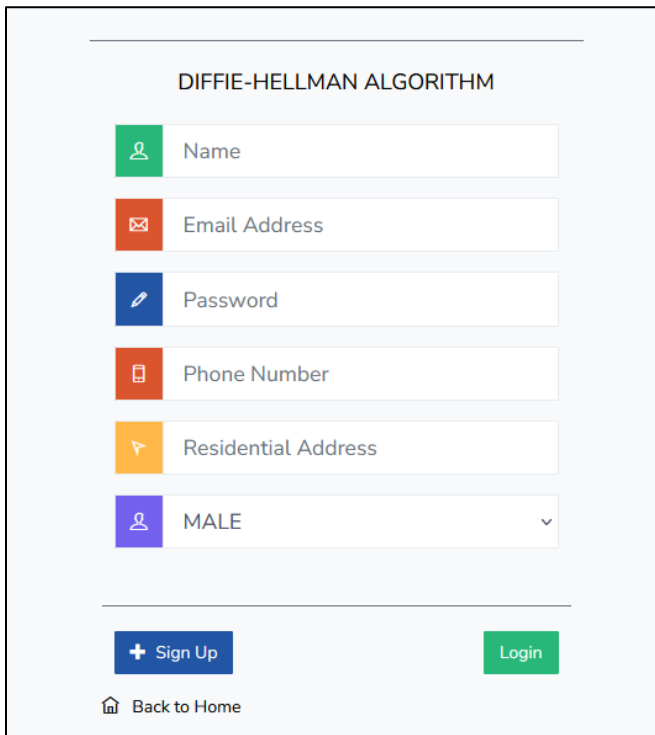 DIFFIE-HELLMAN ALGORITHM
Name
Email Address
Password
Phone Number
Residential Address
MALE
Sign Up
Login
Back to Home